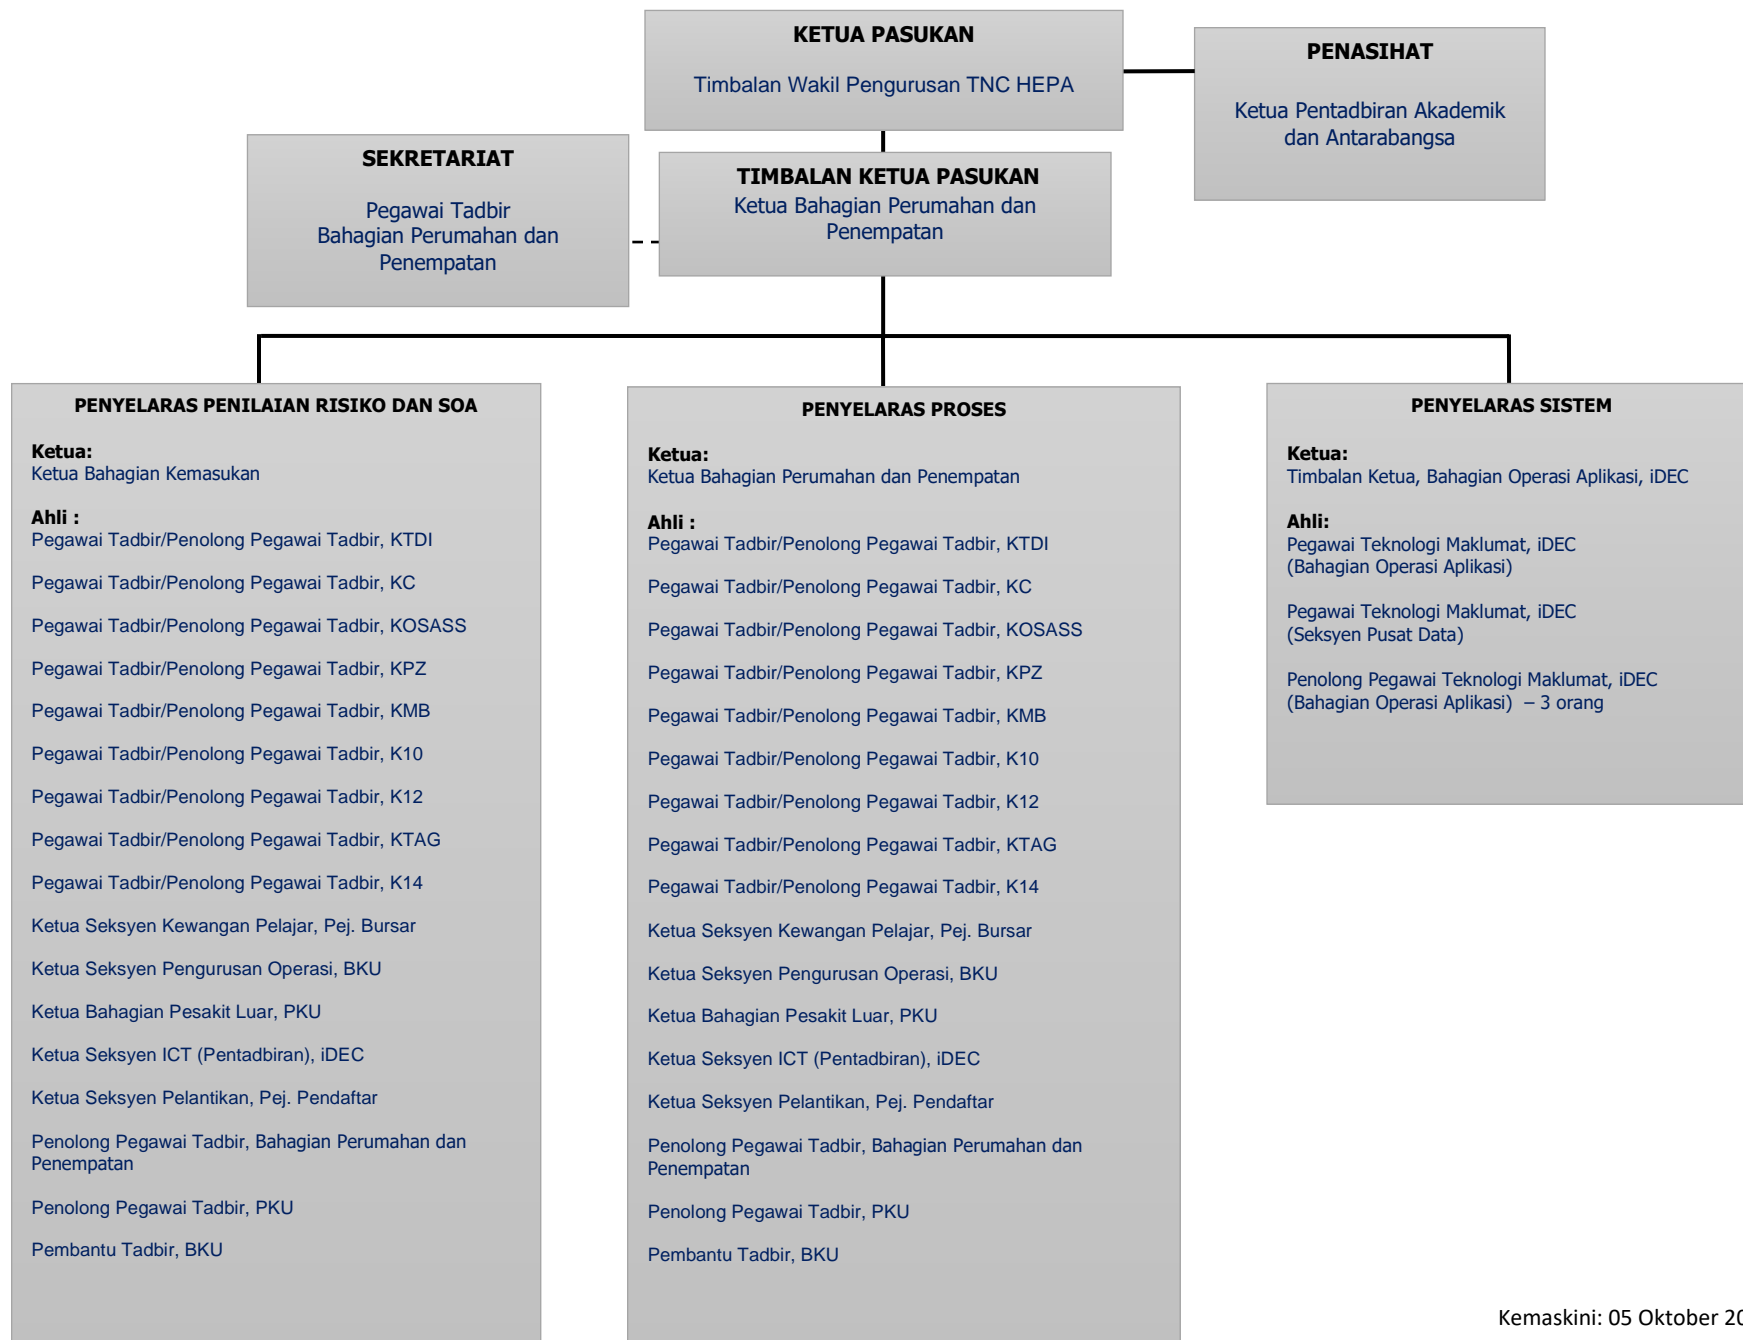 KETUA PASUKAN
Timbalan Wakil Pengurusan TNC HEPA
PENASIHAT
Ketua Pentadbiran Akademik
dan Antarabangsa
SEKRETARIAT
Pegawai Tadbir
Bahagian Perumahan dan
Penempatan
TIMBALAN KETUA PASUKAN
Ketua Bahagian Perumahan dan
Penempatan
PENYELARAS PENILAIAN RISIKO DAN SOA
Ketua:
Ketua Bahagian Kemasukan
Ahli :
Pegawai Tadbir/Penolong Pegawai Tadbir, KTDI
Pegawai Tadbir/Penolong Pegawai Tadbir, KC
Pegawai Tadbir/Penolong Pegawai Tadbir, KOSASS
Pegawai Tadbir/Penolong Pegawai Tadbir, KPZ
Pegawai Tadbir/Penolong Pegawai Tadbir, KMB
Pegawai Tadbir/Penolong Pegawai Tadbir, K10
Pegawai Tadbir/Penolong Pegawai Tadbir, K12
Pegawai Tadbir/Penolong Pegawai Tadbir, KTAG
Pegawai Tadbir/Penolong Pegawai Tadbir, K14
Ketua Seksyen Kewangan Pelajar, Pej. Bursar
Ketua Seksyen Pengurusan Operasi, BKU
Ketua Bahagian Pesakit Luar, PKU
Ketua Seksyen ICT (Pentadbiran), iDEC
Ketua Seksyen Pelantikan, Pej. Pendaftar
Penolong Pegawai Tadbir, Bahagian Perumahan dan
Penempatan
Penolong Pegawai Tadbir, PKU
Pembantu Tadbir, BKU
PENYELARAS PROSES
Ketua:
Ketua Bahagian Perumahan dan Penempatan
Ahli :
Pegawai Tadbir/Penolong Pegawai Tadbir, KTDI
Pegawai Tadbir/Penolong Pegawai Tadbir, KC
Pegawai Tadbir/Penolong Pegawai Tadbir, KOSASS
Pegawai Tadbir/Penolong Pegawai Tadbir, KPZ
Pegawai Tadbir/Penolong Pegawai Tadbir, KMB
Pegawai Tadbir/Penolong Pegawai Tadbir, K10
Pegawai Tadbir/Penolong Pegawai Tadbir, K12
Pegawai Tadbir/Penolong Pegawai Tadbir, KTAG
Pegawai Tadbir/Penolong Pegawai Tadbir, K14
Ketua Seksyen Kewangan Pelajar, Pej. Bursar
Ketua Seksyen Pengurusan Operasi, BKU
Ketua Bahagian Pesakit Luar, PKU
Ketua Seksyen ICT (Pentadbiran), iDEC
Ketua Seksyen Pelantikan, Pej. Pendaftar
Penolong Pegawai Tadbir, Bahagian Perumahan dan
Penempatan
Penolong Pegawai Tadbir, PKU
Pembantu Tadbir, BKU
PENYELARAS SISTEM
Ketua:
Timbalan Ketua, Bahagian Operasi Aplikasi, iDEC
Ahli:
Pegawai Teknologi Maklumat, iDEC
(Bahagian Operasi Aplikasi)
Pegawai Teknologi Maklumat, iDEC
(Seksyen Pusat Data)
Penolong Pegawai Teknologi Maklumat, iDEC
(Bahagian Operasi Aplikasi) – 3 orang
Kemaskini: 05 Oktober 20